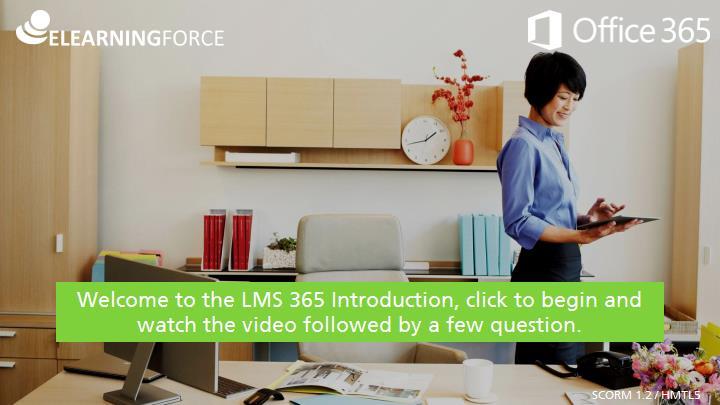 ELEARNINGFORCE
Office 365
Welcome to the LMS 365 Introduction, click to begin and
watch the video followed by a few question.
SCORM 1.2 / HMTL5